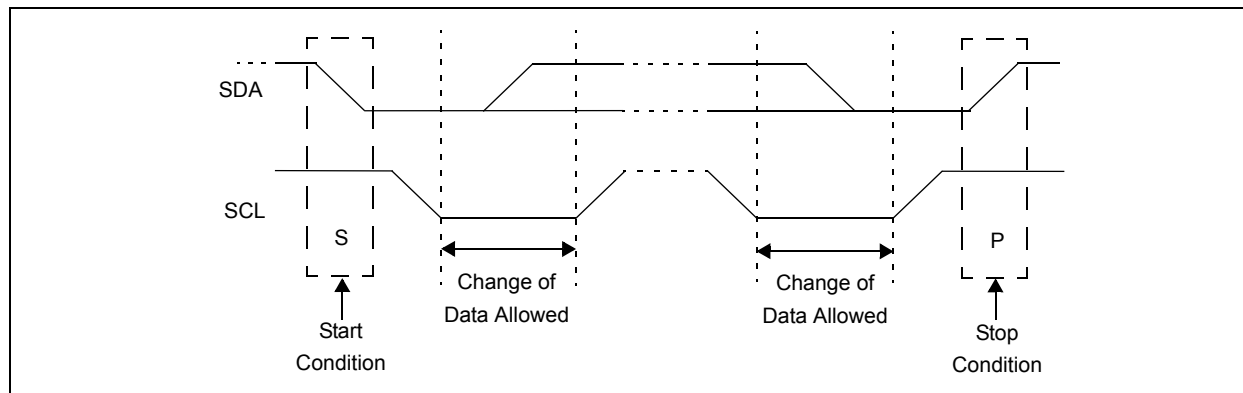 SDA
SCL
S
P
Change of
Data Allowed
Change of
Data Allowed
Start
Condition
Stop
Condition